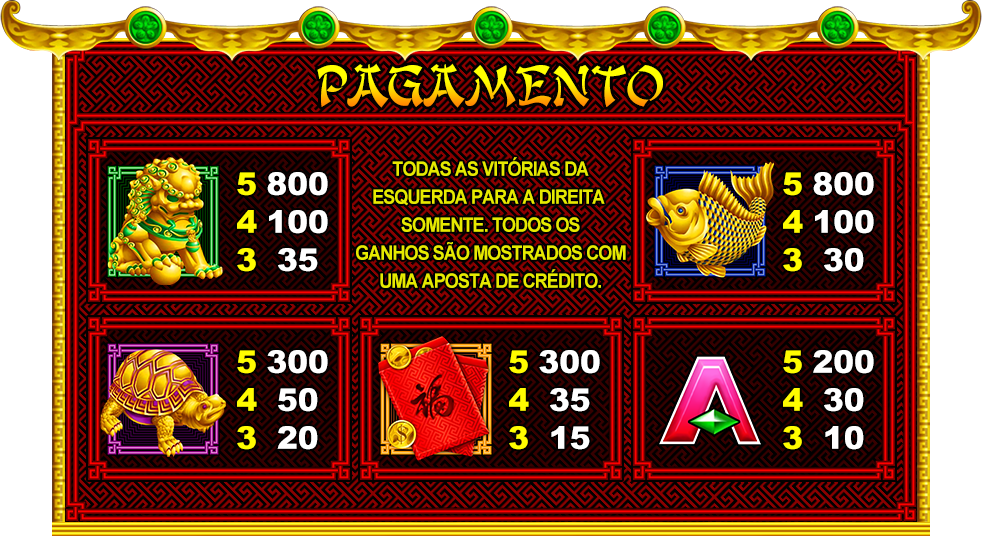 PAGAMENTO
5 800
4 100
3 35
TODAS AS VITÓRIAS DA
ESQUERDA PARA A DIREITA
SOMENTE. TODOS OS
GANHOS SÃO MOSTRADOS COM
UMA APOSTA DE CRÉDITO.
5 800
4 100
3 30
5 300
4 50
3 20
福
5 300
4 35
3 15
A
5 200
4 30
3 10